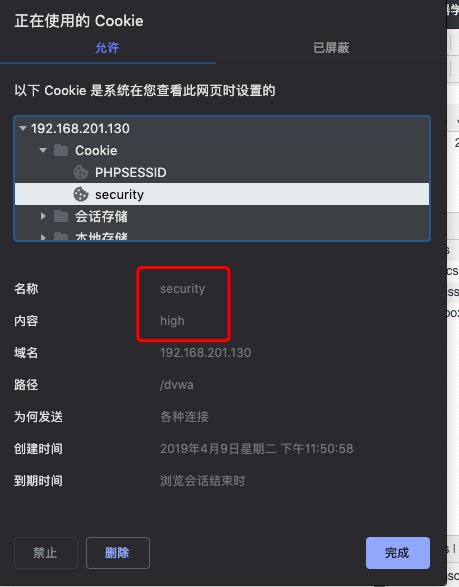 正在使用的 Cookie
允许 已屏蔽
以下 Cookie 是系统在您查看此网页时设置的
192.168.201.130
Cookie
PHPSESSID
security
会话存储
本地存储
名称 security
内容 high
域名 192.168.201.130
路径 /dvwa
为何发送 各种连接
创建时间 2019年4月9日星期二 下午11:50:58
到期时间 浏览会话结束时
禁止 删除 完成